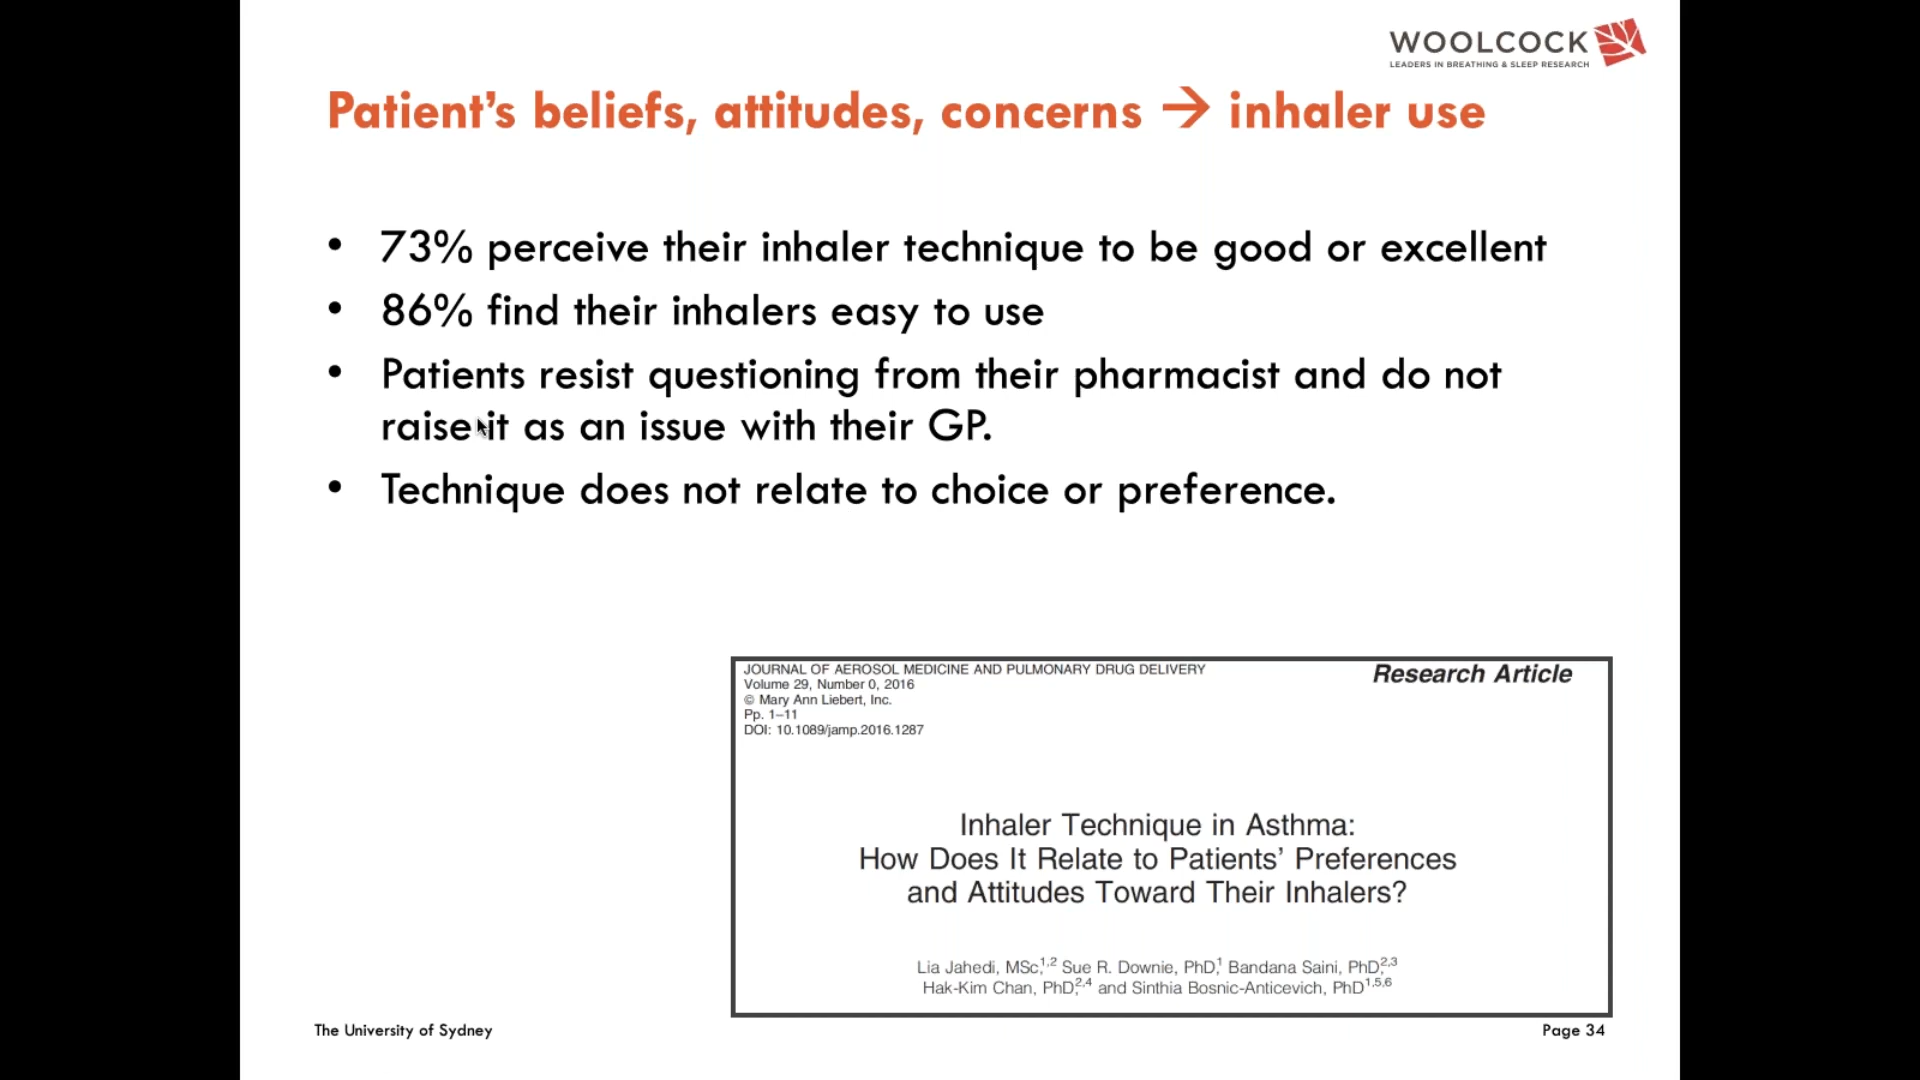 WOOLCOCK
LEADERS IN BREATHING & SLEEP RESEARCH
Patient’s beliefs, attitudes, concerns → inhaler use
• 73% perceive their inhaler technique to be good or excellent
• 86% find their inhalers easy to use
• Patients resist questioning from their pharmacist and do not
raise it as an issue with their GP.
• Technique does not relate to choice or preference.
JOURNAL OF AEROSOL MEDICINE AND PULMONARY DRUG DELIVERY
Volume 29, Number 0, 2016
© Mary Ann Liebert, Inc.
Pp. 1–11
DOI: 10.1089/jamp.2016.1287
Research Article
Inhaler Technique in Asthma:
How Does It Relate to Patients’ Preferences
and Attitudes Toward Their Inhalers?
Lia Jahedi, MSc,1,2 Sue R. Downie, PhD,1 Bandana Saini, PhD,2,3
Hak-Kim Chan, PhD,2,4 and Sinthia Bosnic-Anticevich, PhD1,5,6
The University of Sydney
Page 34